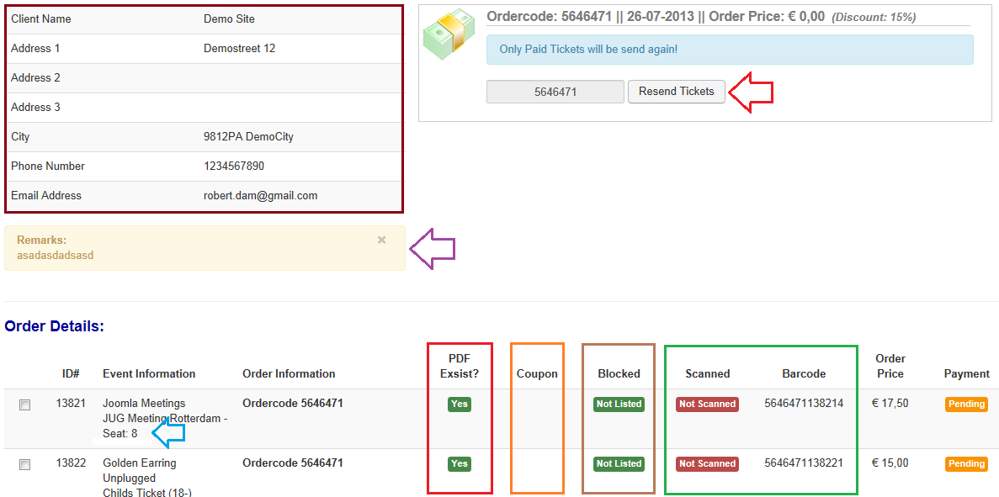 Client Name Demo Site
Address 1 Demostreet 12
Address 2
Address 3
City 9812PA DemoCity
Phone Number 1234567890
Email Address robert.dam@gmail.com
Remarks: ×
asadasdadsasd
Ordercode: 5646471 || 26-07-2013 || Order Price: € 0,00 (Discount: 15%)
Only Paid Tickets will be send again!
5646471 Resend Tickets
Order Details:
ID# Event Information Order Information PDF Exsist? Coupon Blocked Scanned Barcode Order Price Payment
13821 Joomla Meetings Ordercode 5646471 Yes Not Listed Not Scanned 5646471138214 € 17,50 Pending
JUG Meeting Rotterdam -
Seat: 8
13822 Golden Earring Ordercode 5646471 Yes Not Listed Not Scanned 5646471138221 € 15,00 Pending
Unplugged
Childs Ticket (18-)